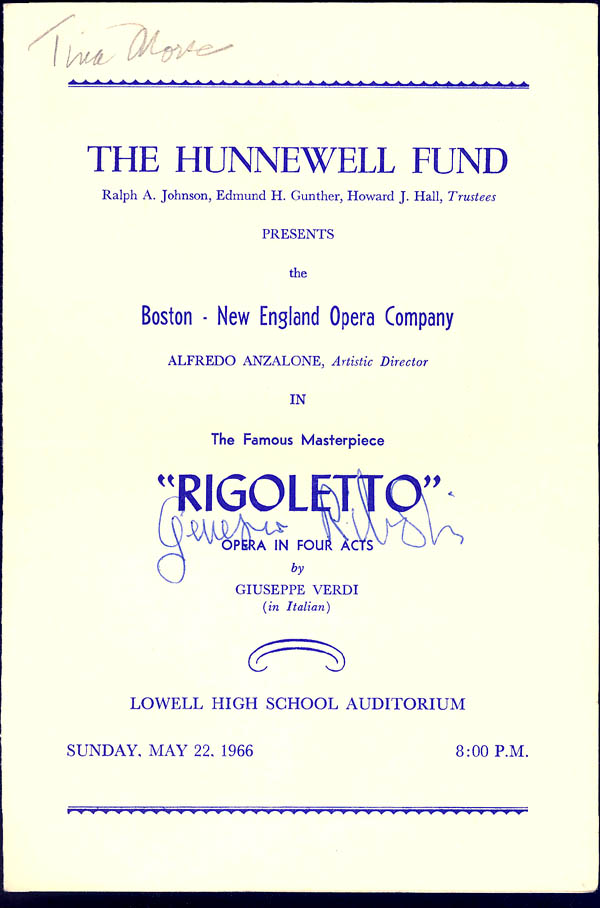 Tina Morse
THE HUNNEWELL FUND
Ralph A. Johnson, Edmund H. Gunther, Howard J. Hall, Trustees
PRESENTS
the
Boston - New England Opera Company
ALFREDO ANZALONE, Artistic Director
IN
The Famous Masterpiece
“RIGOLETTO”
OPERA IN FOUR ACTS
by
GIUSEPPE VERDI
(in Italian)
LOWELL HIGH SCHOOL AUDITORIUM
SUNDAY, MAY 22, 1966 8:00 P.M.